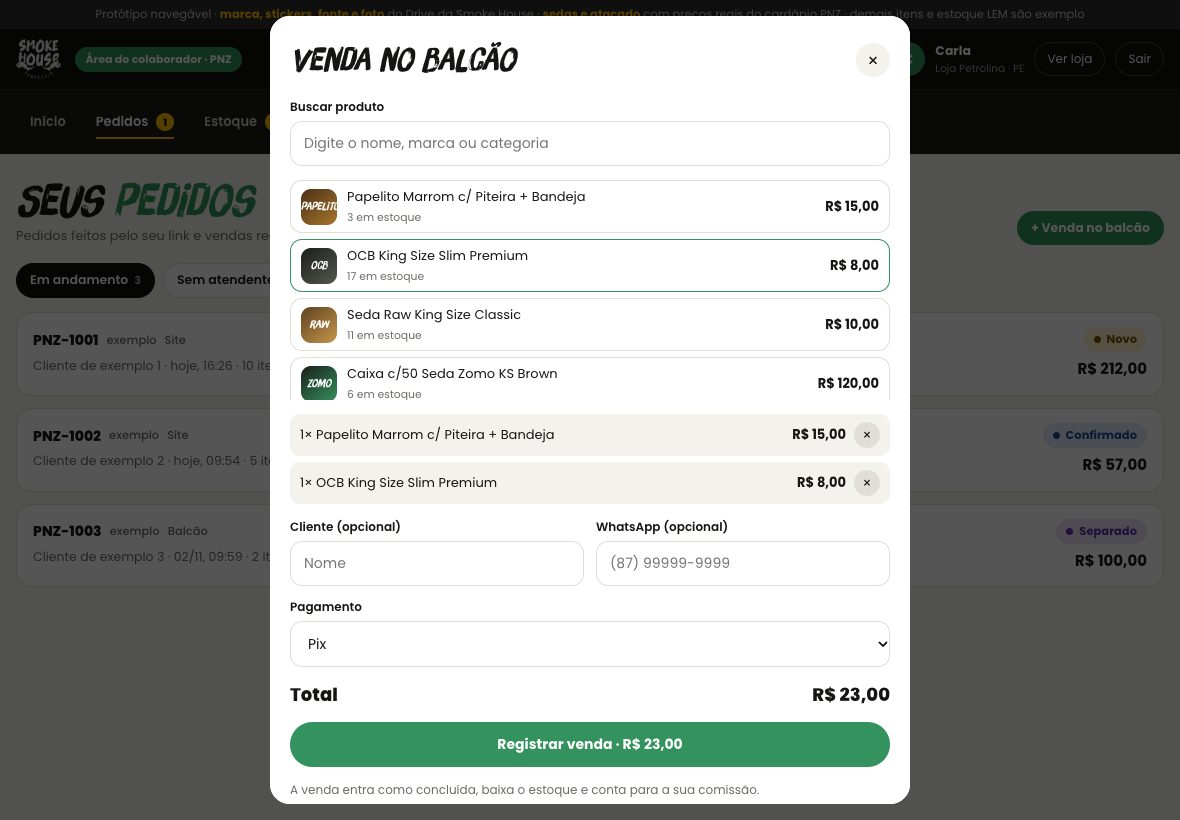 Protótipo navegável · marca, stickers, fonte e foto do Drive da Smoke House · sedas e atacado com preços reais do cardápio PNZ · demais itens e estoque LEM são exemplo
SMOKE HOUSE
Área do colaborador · PNZ
Carla
Loja Petrolina · PE
Ver loja
Sair
Início
Pedidos 1
Estoque
SEUS PEDIDOS
Pedidos feitos pelo seu link e vendas re
+ Venda no balcão
Em andamento 3
Sem atendente
PNZ-1001 exemplo Site
Novo
Cliente de exemplo 1 · hoje, 16:26 · 10 ite
R$ 212,00
PNZ-1002 exemplo Site
Confirmado
Cliente de exemplo 2 · hoje, 09:54 · 5 it
R$ 57,00
PNZ-1003 exemplo Balcão
Separado
Cliente de exemplo 3 · 02/11, 09:59 · 2 it
R$ 100,00
VENDA NO BALCÃO
×
Buscar produto
Digite o nome, marca ou categoria
PAPELITO
Papelito Marrom c/ Piteira + Bandeja
3 em estoque
R$ 15,00
OCB
OCB King Size Slim Premium
17 em estoque
R$ 8,00
RAW
Seda Raw King Size Classic
11 em estoque
R$ 10,00
ZOMO
Caixa c/50 Seda Zomo KS Brown
6 em estoque
R$ 120,00
1× Papelito Marrom c/ Piteira + Bandeja R$ 15,00 ×
1× OCB King Size Slim Premium R$ 8,00 ×
Cliente (opcional)
WhatsApp (opcional)
Nome
(87) 99999-9999
Pagamento
Pix
Total R$ 23,00
Registrar venda · R$ 23,00
A venda entra como concluída, baixa o estoque e conta para a sua comissão.